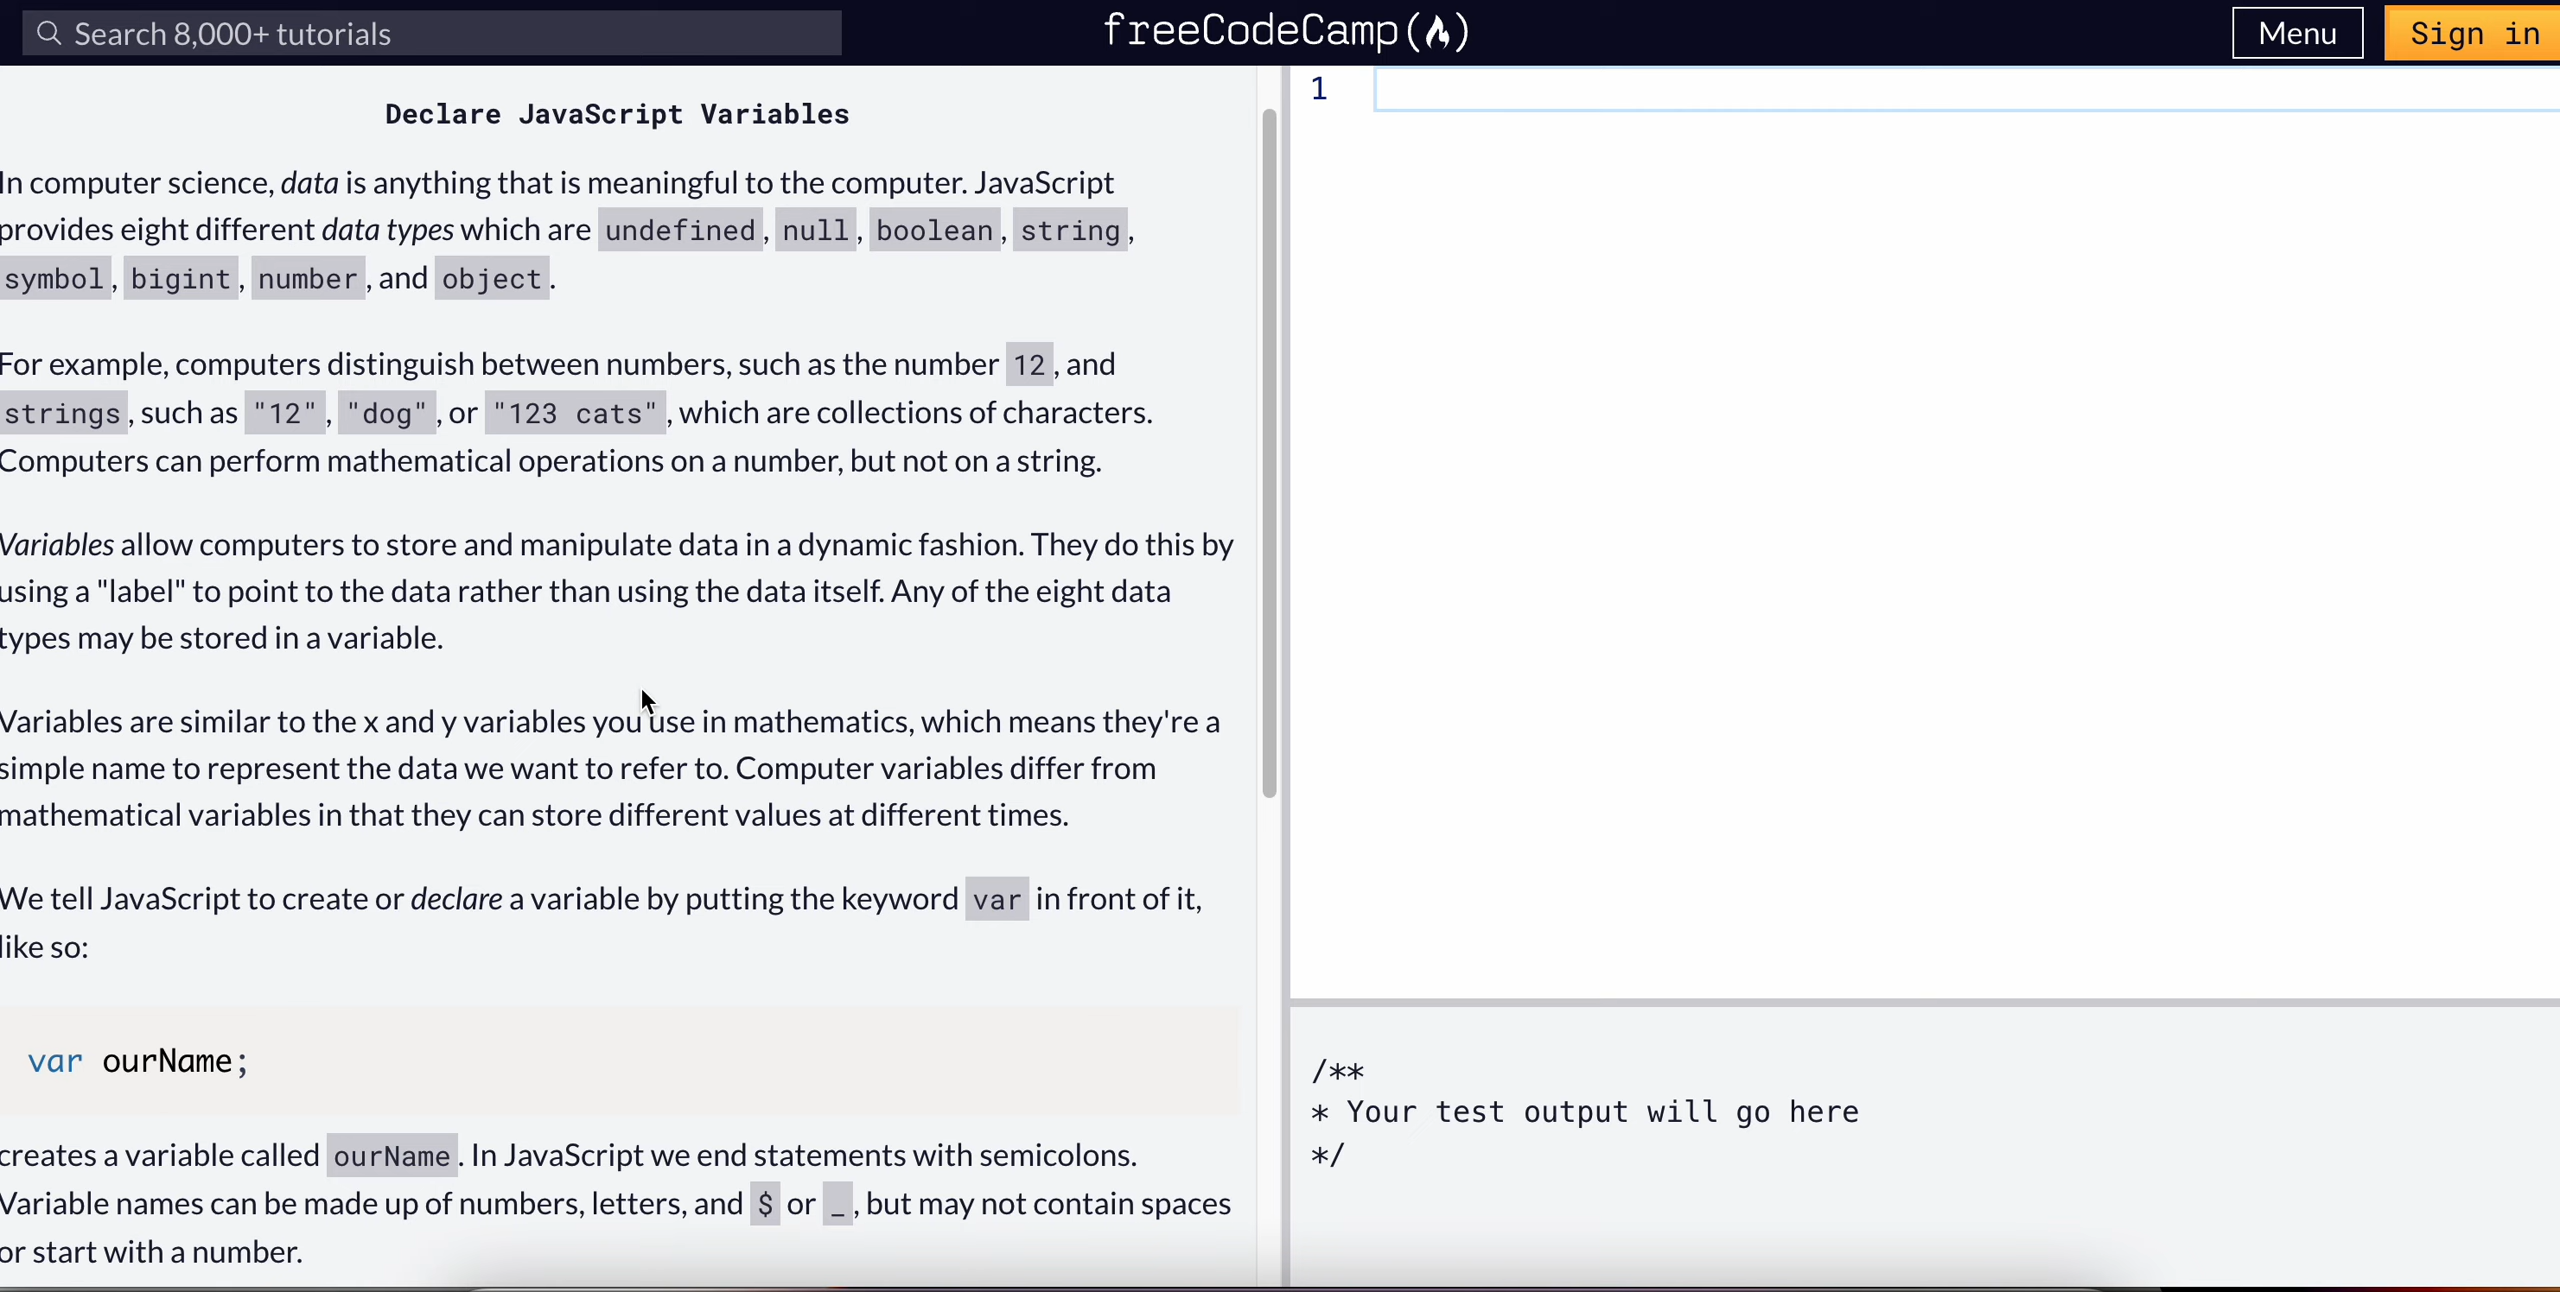 Search 8,000+ tutorials
freeCodeCamp(🔥)
Menu
Sign in
Declare JavaScript Variables
In computer science, data is anything that is meaningful to the computer. JavaScript
provides eight different data types which are undefined, null, boolean, string,
symbol, bigint, number, and object.
For example, computers distinguish between numbers, such as the number 12, and
strings, such as "12", "dog", or "123 cats", which are collections of characters.
Computers can perform mathematical operations on a number, but not on a string.
Variables allow computers to store and manipulate data in a dynamic fashion. They do this by
using a "label" to point to the data rather than using the data itself. Any of the eight data
types may be stored in a variable.
Variables are similar to the x and y variables you use in mathematics, which means they're a
simple name to represent the data we want to refer to. Computer variables differ from
mathematical variables in that they can store different values at different times.
We tell JavaScript to create or declare a variable by putting the keyword var in front of it,
like so:
var ourName;
creates a variable called ourName. In JavaScript we end statements with semicolons.
Variable names can be made up of numbers, letters, and $ or _, but may not contain spaces
or start with a number.
1
/**
* Your test output will go here
*/